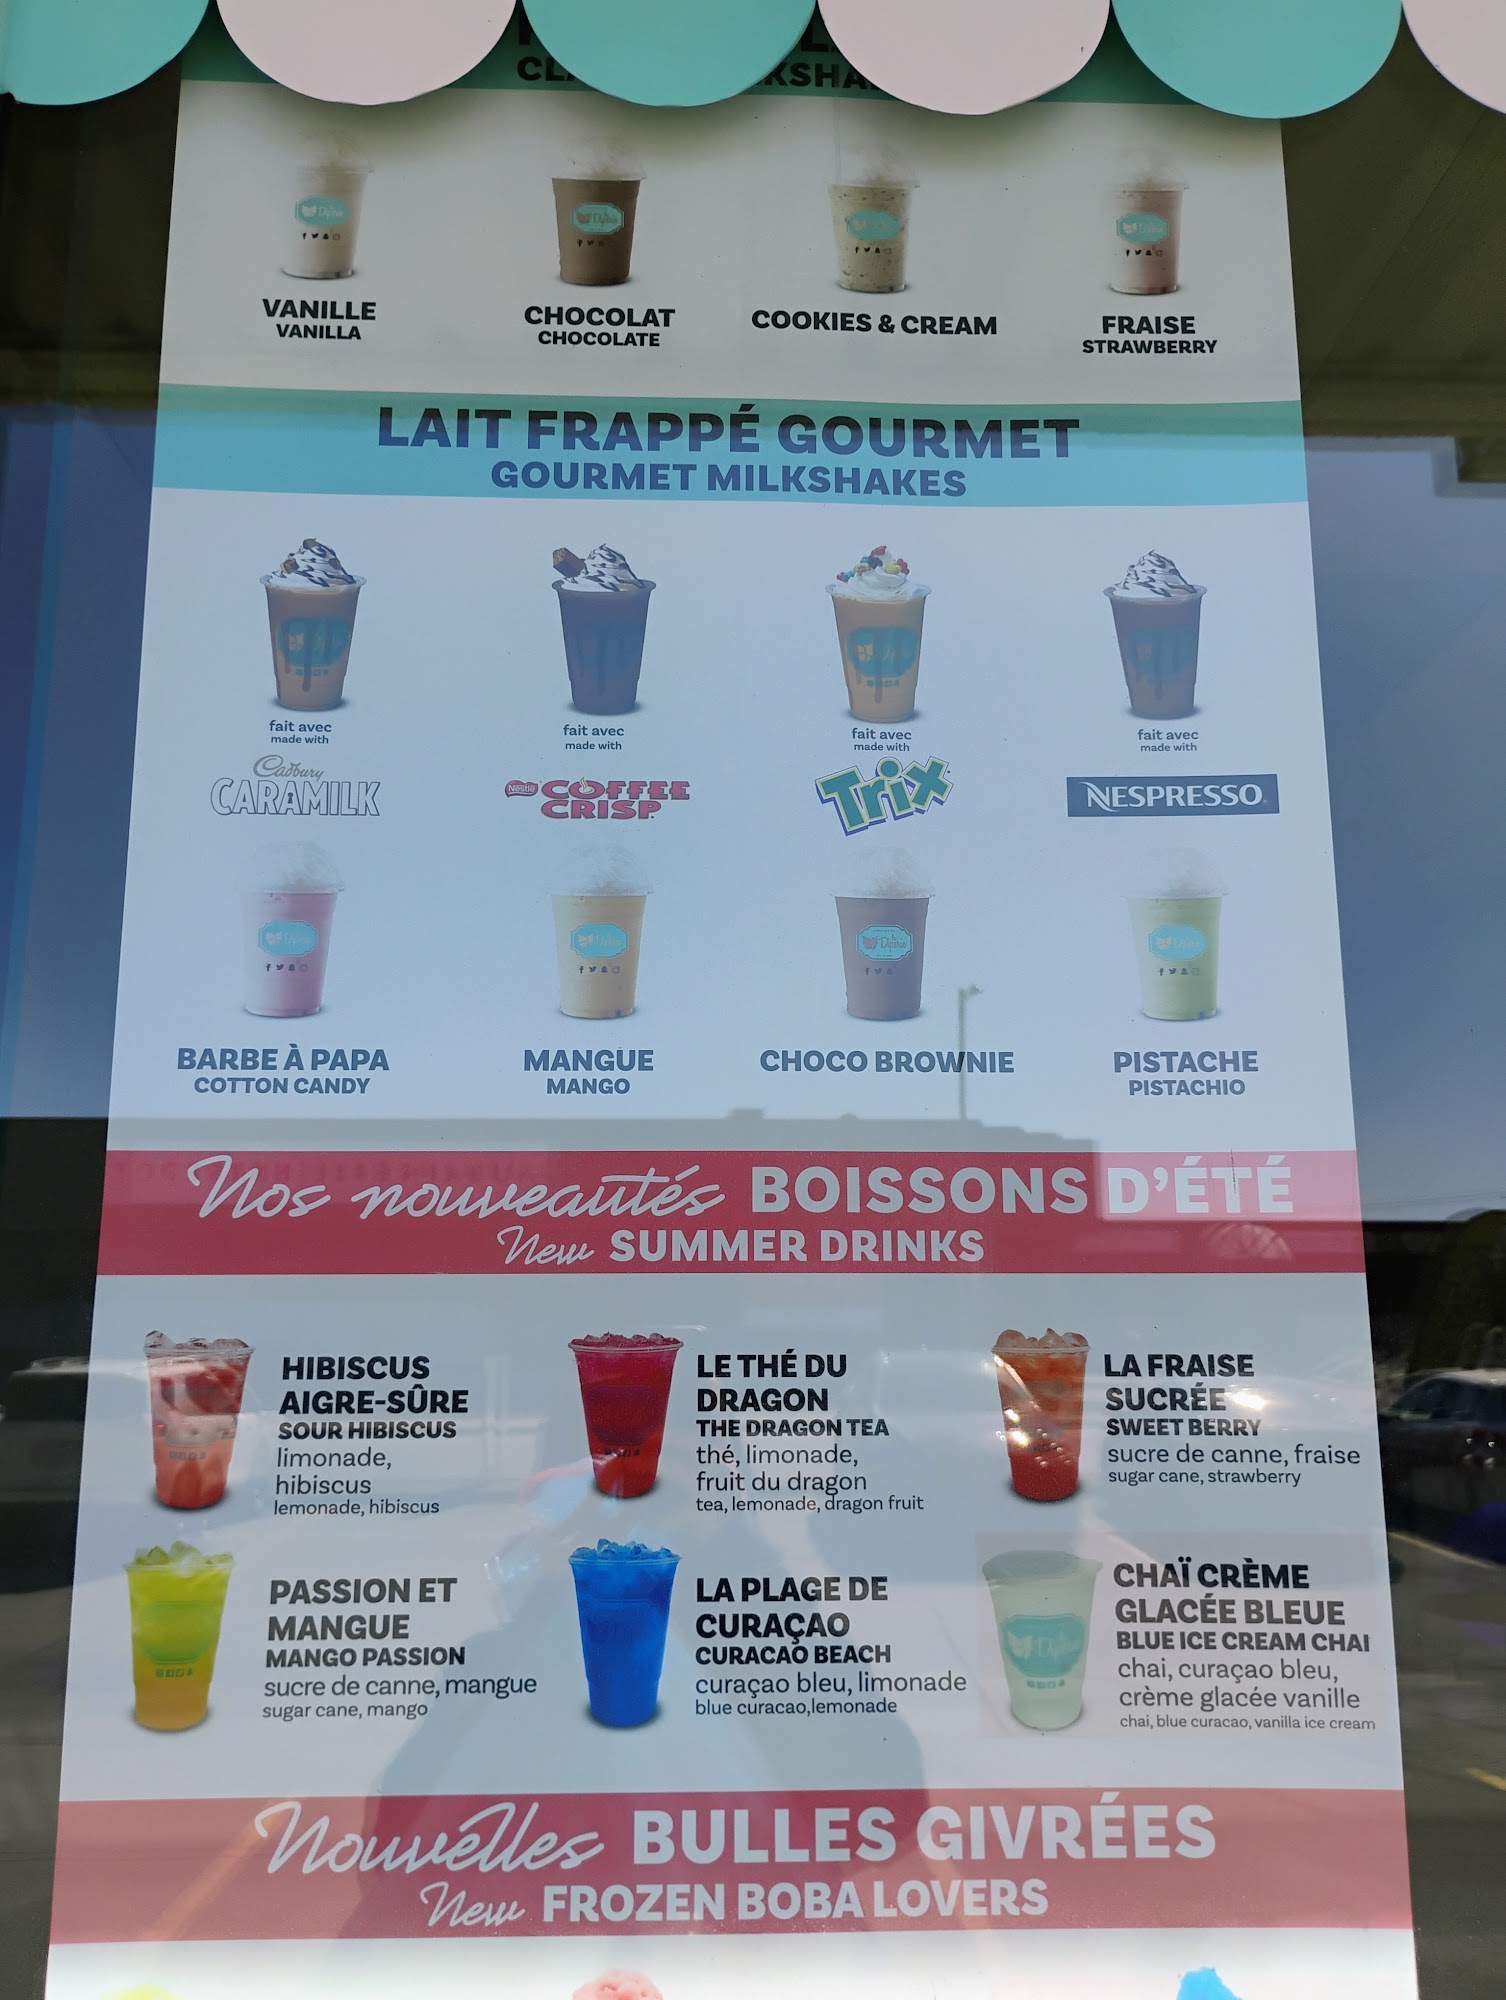 VANILLE
VANILLA
CHOCOLAT
CHOCOLATE
COOKIES & CREAM
FRAISE
STRAWBERRY
LAIT FRAPPÉ GOURMET
GOURMET MILKSHAKES
fait avec
made with
Cadbury
CARAMILK
fait avec
made with
Nestlé
COFFEE
CRISP
fait avec
made with
Trix
fait avec
made with
NESPRESSO
BARBE À PAPA
COTTON CANDY
MANGUE
MANGO
CHOCO BROWNIE
PISTACHE
PISTACHIO
Nos nouveautés BOISSONS D'ÉTÉ
New SUMMER DRINKS
HIBISCUS
AIGRE-SÛRE
SOUR HIBISCUS
limonade,
hibiscus
lemonade, hibiscus
LE THÉ DU
DRAGON
THE DRAGON TEA
thé, limonade,
fruit du dragon
tea, lemonade, dragon fruit
LA FRAISE
SUCRÉE
SWEET BERRY
sucre de canne, fraise
sugar cane, strawberry
PASSION ET
MANGUE
MANGO PASSION
sucre de canne, mangue
sugar cane, mango
LA PLAGE DE
CURAÇAO
CURACAO BEACH
curaçao bleu, limonade
blue curacao,lemonade
CHAÏ CRÈME
GLACÉE BLEUE
BLUE ICE CREAM CHAI
chai, curaçao bleu,
crème glacée vanille
chai, blue curacao, vanilla ice cream
Nouvelles BULLES GIVRÉES
New FROZEN BOBA LOVERS